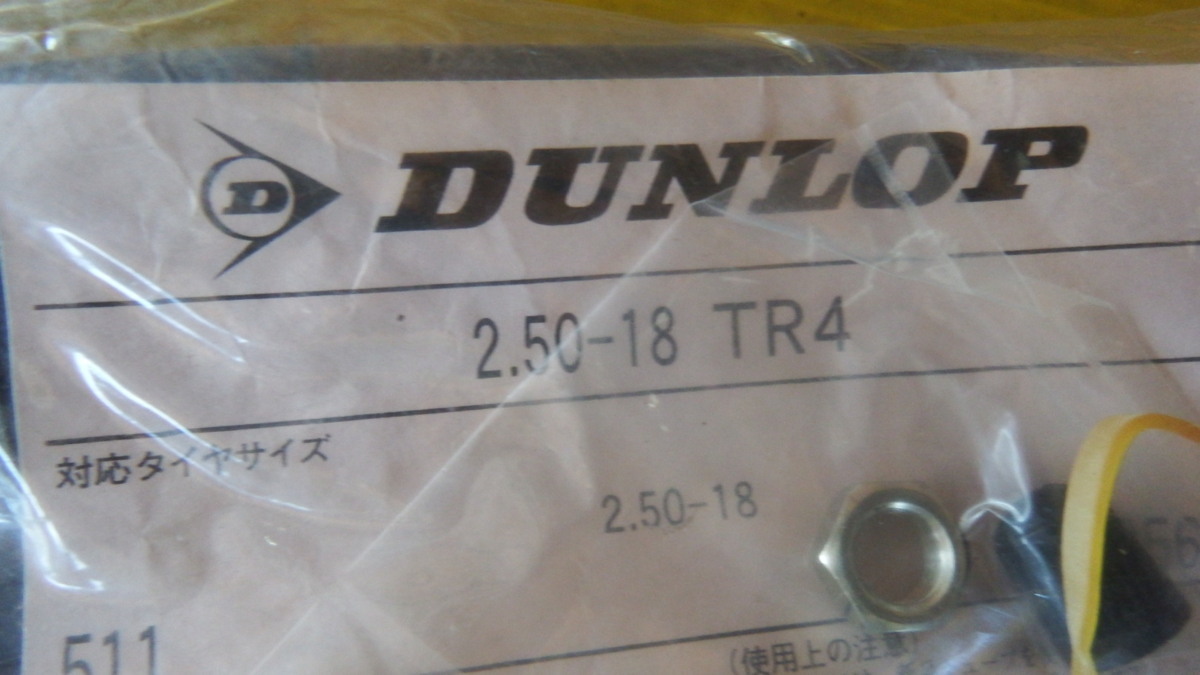 D DUNLOP
2.50-18 TR4
対応タイヤサイズ
2.50-18
56
511
(使用上の注意)